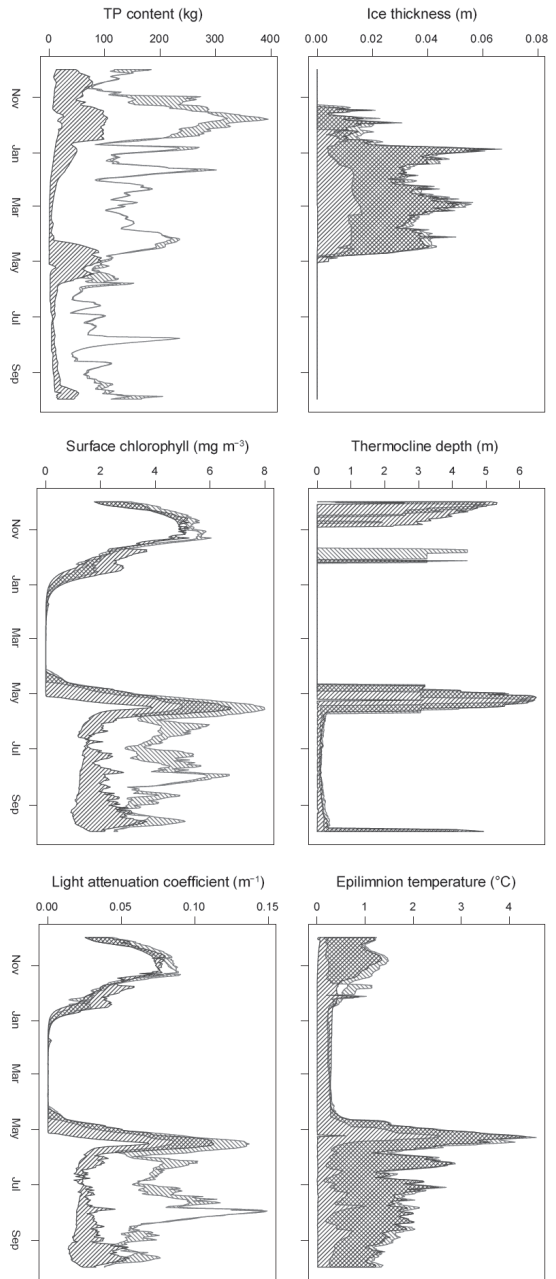 TP content (kg)
0 100 200 300 400
Nov
Jan
Mar
May
Jul
Sep
Ice thickness (m)
0.00 0.02 0.04 0.06 0.08
Surface chlorophyll (mg m⁻³)
0 2 4 6 8
Nov
Jan
Mar
May
Jul
Sep
Thermocline depth (m)
0 1 2 3 4 5 6
Light attenuation coefficient (m⁻¹)
0.00 0.05 0.10 0.15
Nov
Jan
Mar
May
Jul
Sep
Epilimnion temperature (°C)
0 1 2 3 4